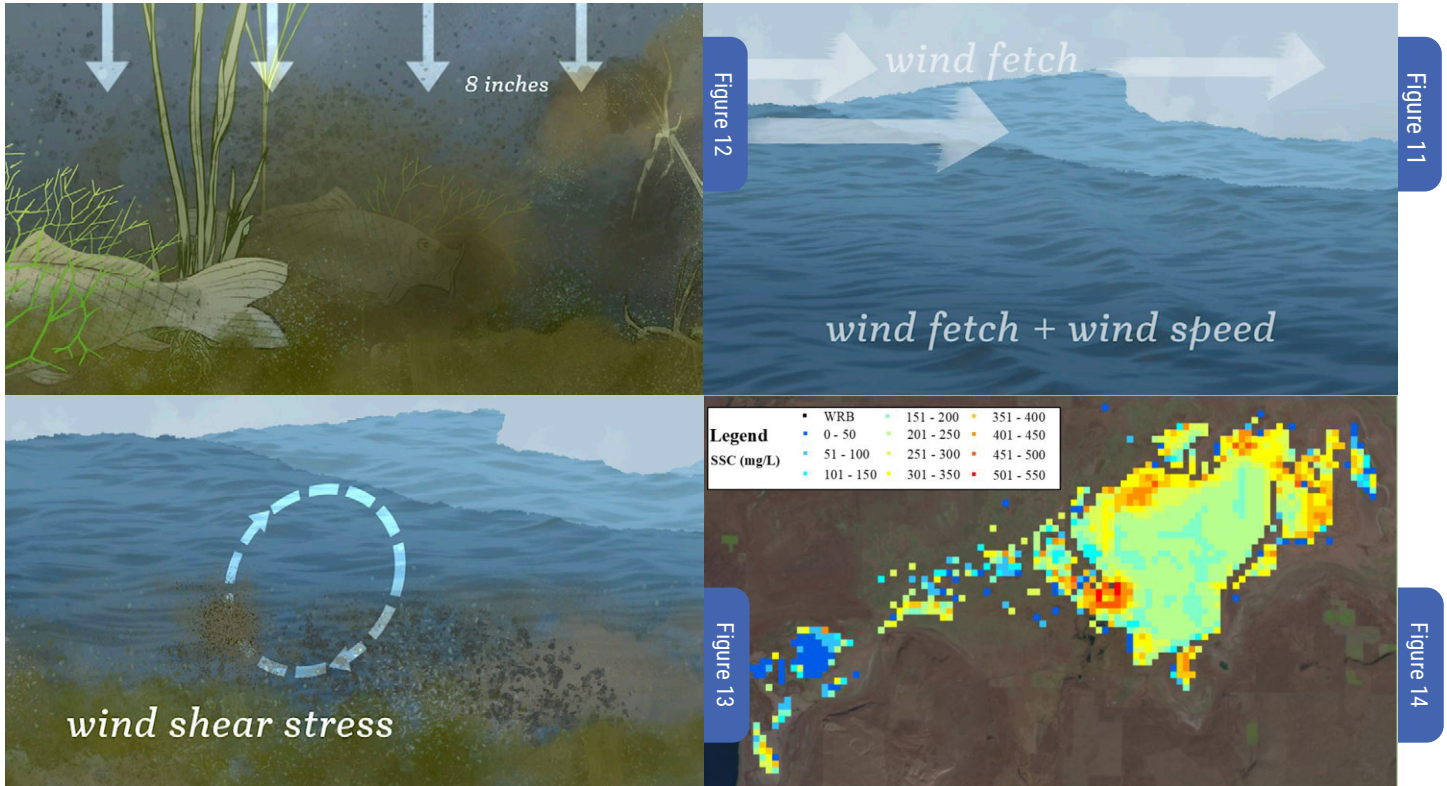 8 inches
Figure 12
wind fetch
wind fetch + wind speed
Figure 11
wind shear stress
Figure 13
Legend
SSC (mg/L)
WRB
0 - 50
51 - 100
101 - 150
151 - 200
201 - 250
251 - 300
301 - 350
351 - 400
401 - 450
451 - 500
501 - 550
Figure 14